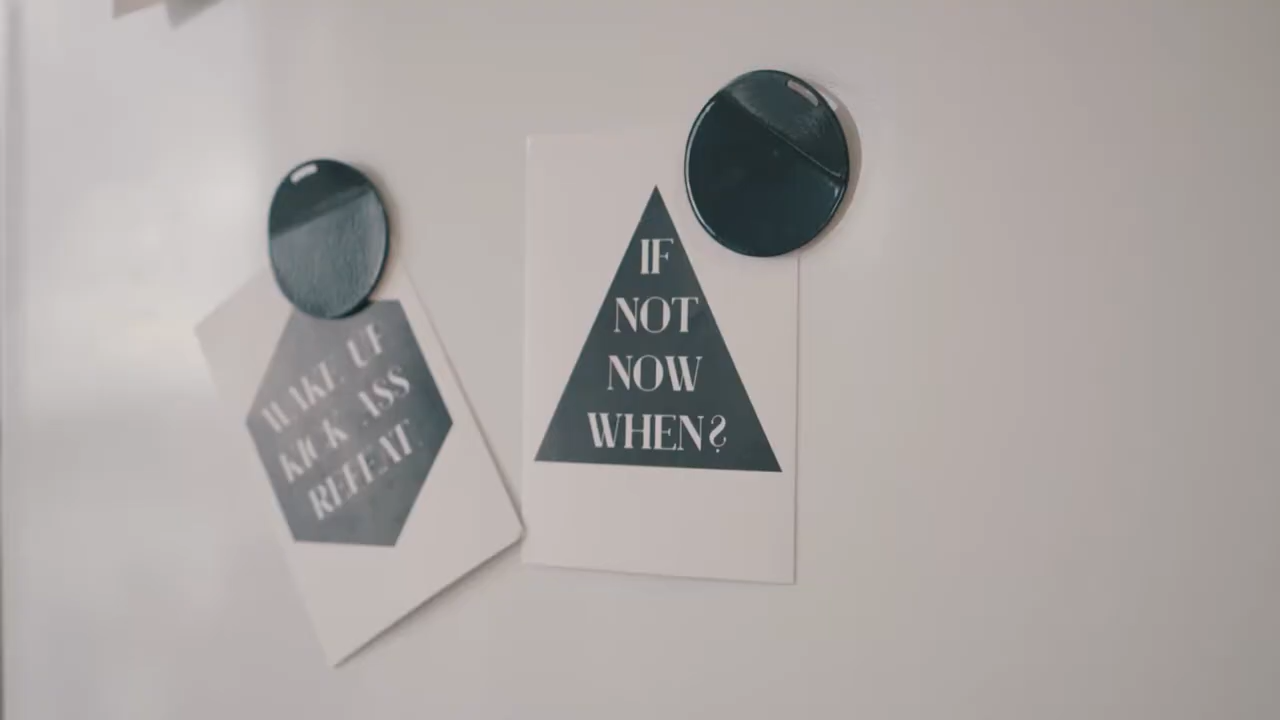 WAKE UP
KICK ASS
REPEAT
IF
NOT
NOW
WHEN?